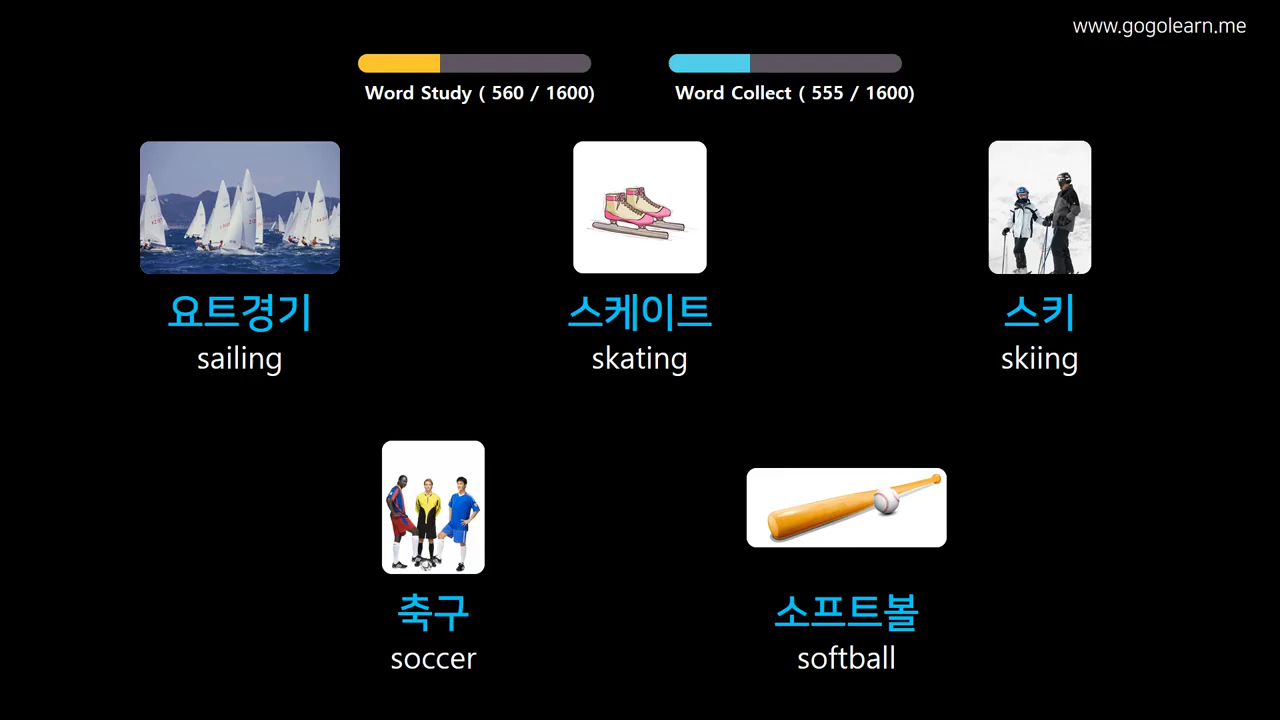 www.gogolearn.me
Word Study ( 560 / 1600)
Word Collect ( 555 / 1600)
요트경기
sailing
스케이트
skating
스키
skiing
축구
soccer
소프트볼
softball